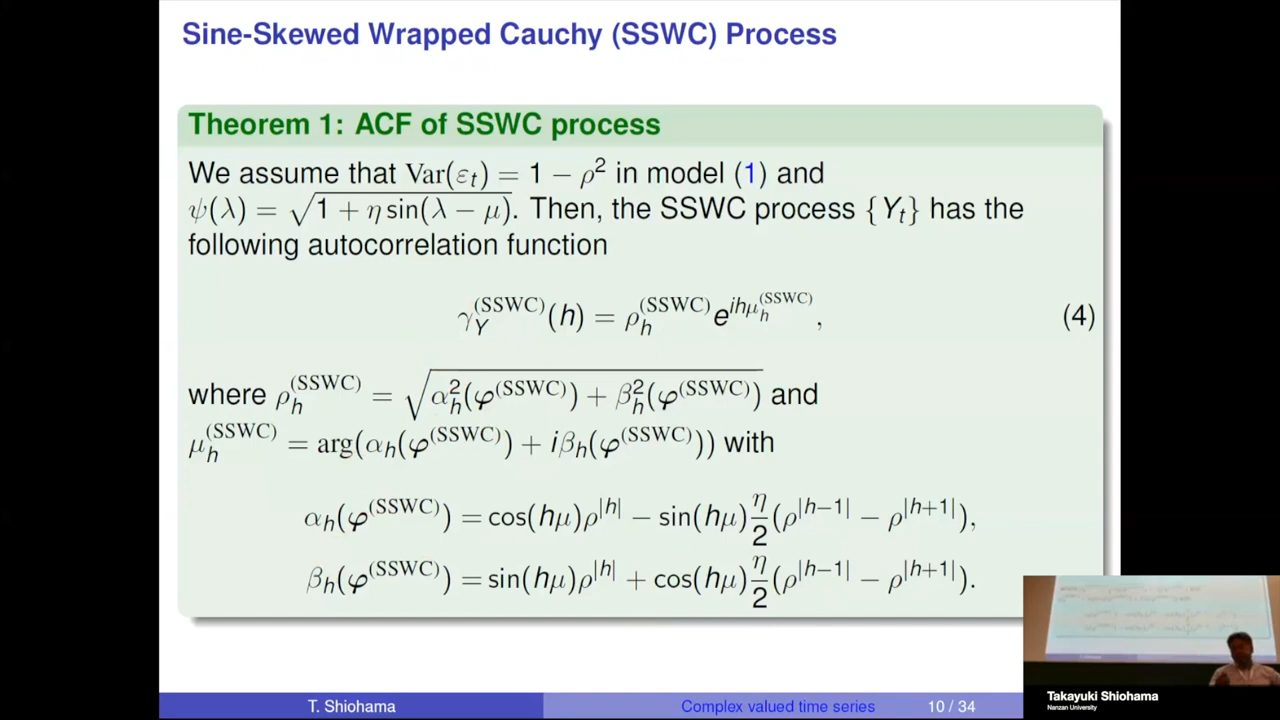 Sine-Skewed Wrapped Cauchy (SSWC) Process
Theorem 1: ACF of SSWC process
We assume that Var(ε_t) = 1 − ρ² in model (1) and
ψ(λ) = √(1 + η sin(λ − μ)). Then, the SSWC process {Y_t} has the
following autocorrelation function
γ_Y^(SSWC)(h) = ρ_h^(SSWC) e^{ihμ_h^(SSWC)}, (4)
where ρ_h^(SSWC) = √(α_h²(φ^(SSWC)) + β_h²(φ^(SSWC))) and
μ_h^(SSWC) = arg(α_h(φ^(SSWC)) + iβ_h(φ^(SSWC))) with
α_h(φ^(SSWC)) = cos(hμ)ρ^|h| − sin(hμ) η/2 (ρ^|h−1| − ρ^|h+1|),
β_h(φ^(SSWC)) = sin(hμ)ρ^|h| + cos(hμ) η/2 (ρ^|h−1| − ρ^|h+1|).
T. Shiohama Complex valued time series 10 / 34
Takayuki Shiohama
Nanzan University